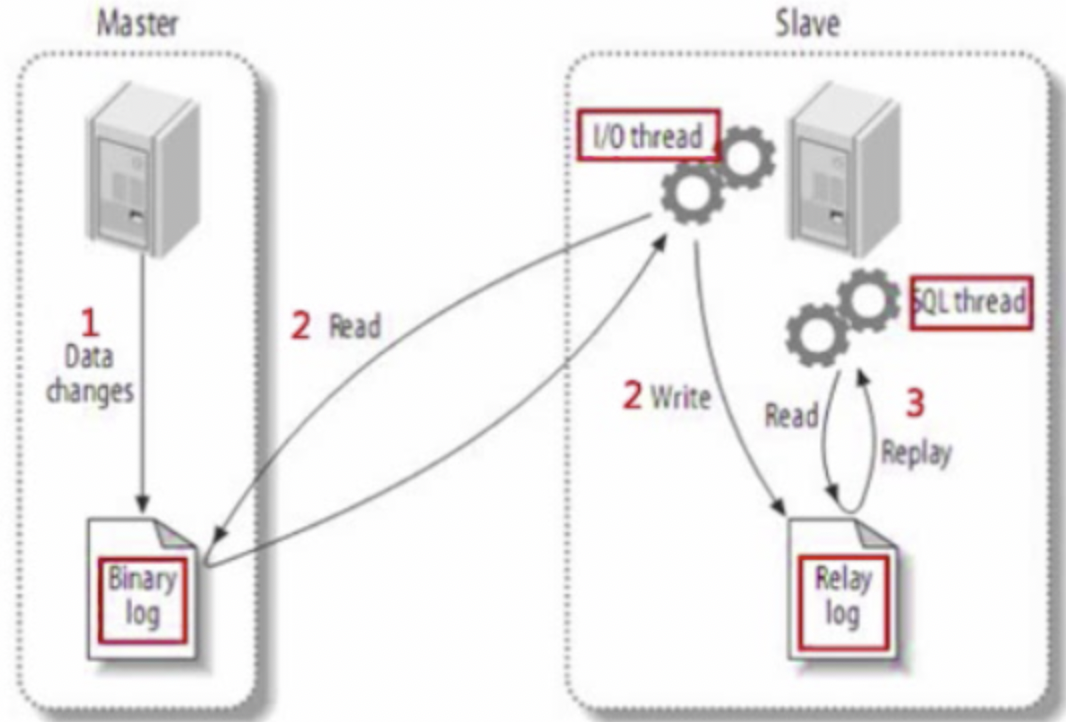 Master
Slave
I/O thread
SQL thread
1
Data
changes
2 Read
2 Write
Read
3
Replay
Binary
log
Relay
log